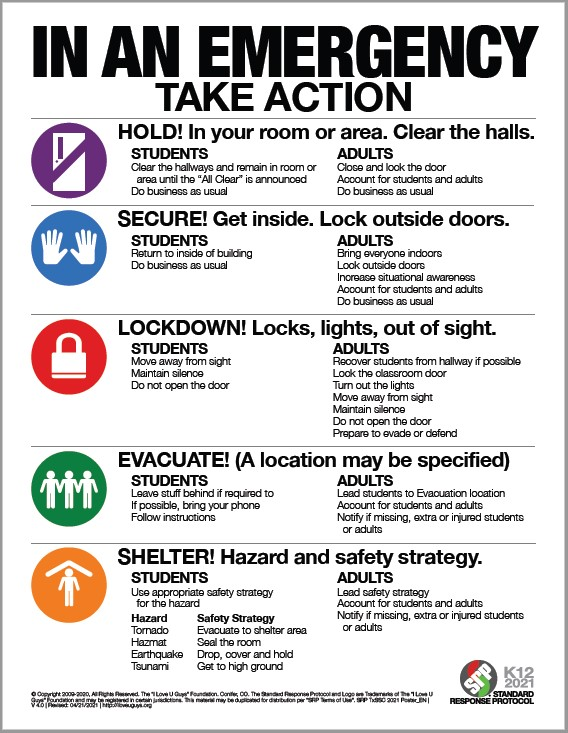 IN AN EMERGENCY
TAKE ACTION
HOLD! In your room or area. Clear the halls.
STUDENTS
Clear the hallways and remain in room or
area until the “All Clear” is announced
Do business as usual
ADULTS
Close and lock the door
Account for students and adults
Do business as usual
SECURE! Get inside. Lock outside doors.
STUDENTS
Return to inside of building
Do business as usual
ADULTS
Bring everyone indoors
Lock outside doors
Increase situational awareness
Account for students and adults
Do business as usual
LOCKDOWN! Locks, lights, out of sight.
STUDENTS
Move away from sight
Maintain silence
Do not open the door
ADULTS
Recover students from hallway if possible
Lock the classroom door
Turn out the lights
Move away from sight
Maintain silence
Do not open the door
Prepare to evade or defend
EVACUATE! (A location may be specified)
STUDENTS
Leave stuff behind if required to
If possible, bring your phone
Follow instructions
ADULTS
Lead students to Evacuation location
Account for students and adults
Notify if missing, extra or injured students
or adults
SHELTER! Hazard and safety strategy.
STUDENTS
Use appropriate safety strategy
for the hazard
Hazard Safety Strategy
Tornado Evacuate to shelter area
Hazmat Seal the room
Earthquake Drop, cover and hold
Tsunami Get to high ground
ADULTS
Lead safety strategy
Account for students and adults
Notify if missing, extra or injured students
or adults
© Copyright 2009-2020, All Rights Reserved. The "I Love U Guys" Foundation. Conifer, CO. The Standard Response Protocol and Logo are Trademarks of The "I Love U
Guys" Foundation and may be registered in certain jurisdictions. This material may be duplicated for distribution per "SRP Terms of Use". SRP TxSSC 2021 Poster_EN |
V 4.0 | Revised: 04/21/2021 | http://iloveuguys.org
SRP
K12
2021
STANDARD
RESPONSE PROTOCOL